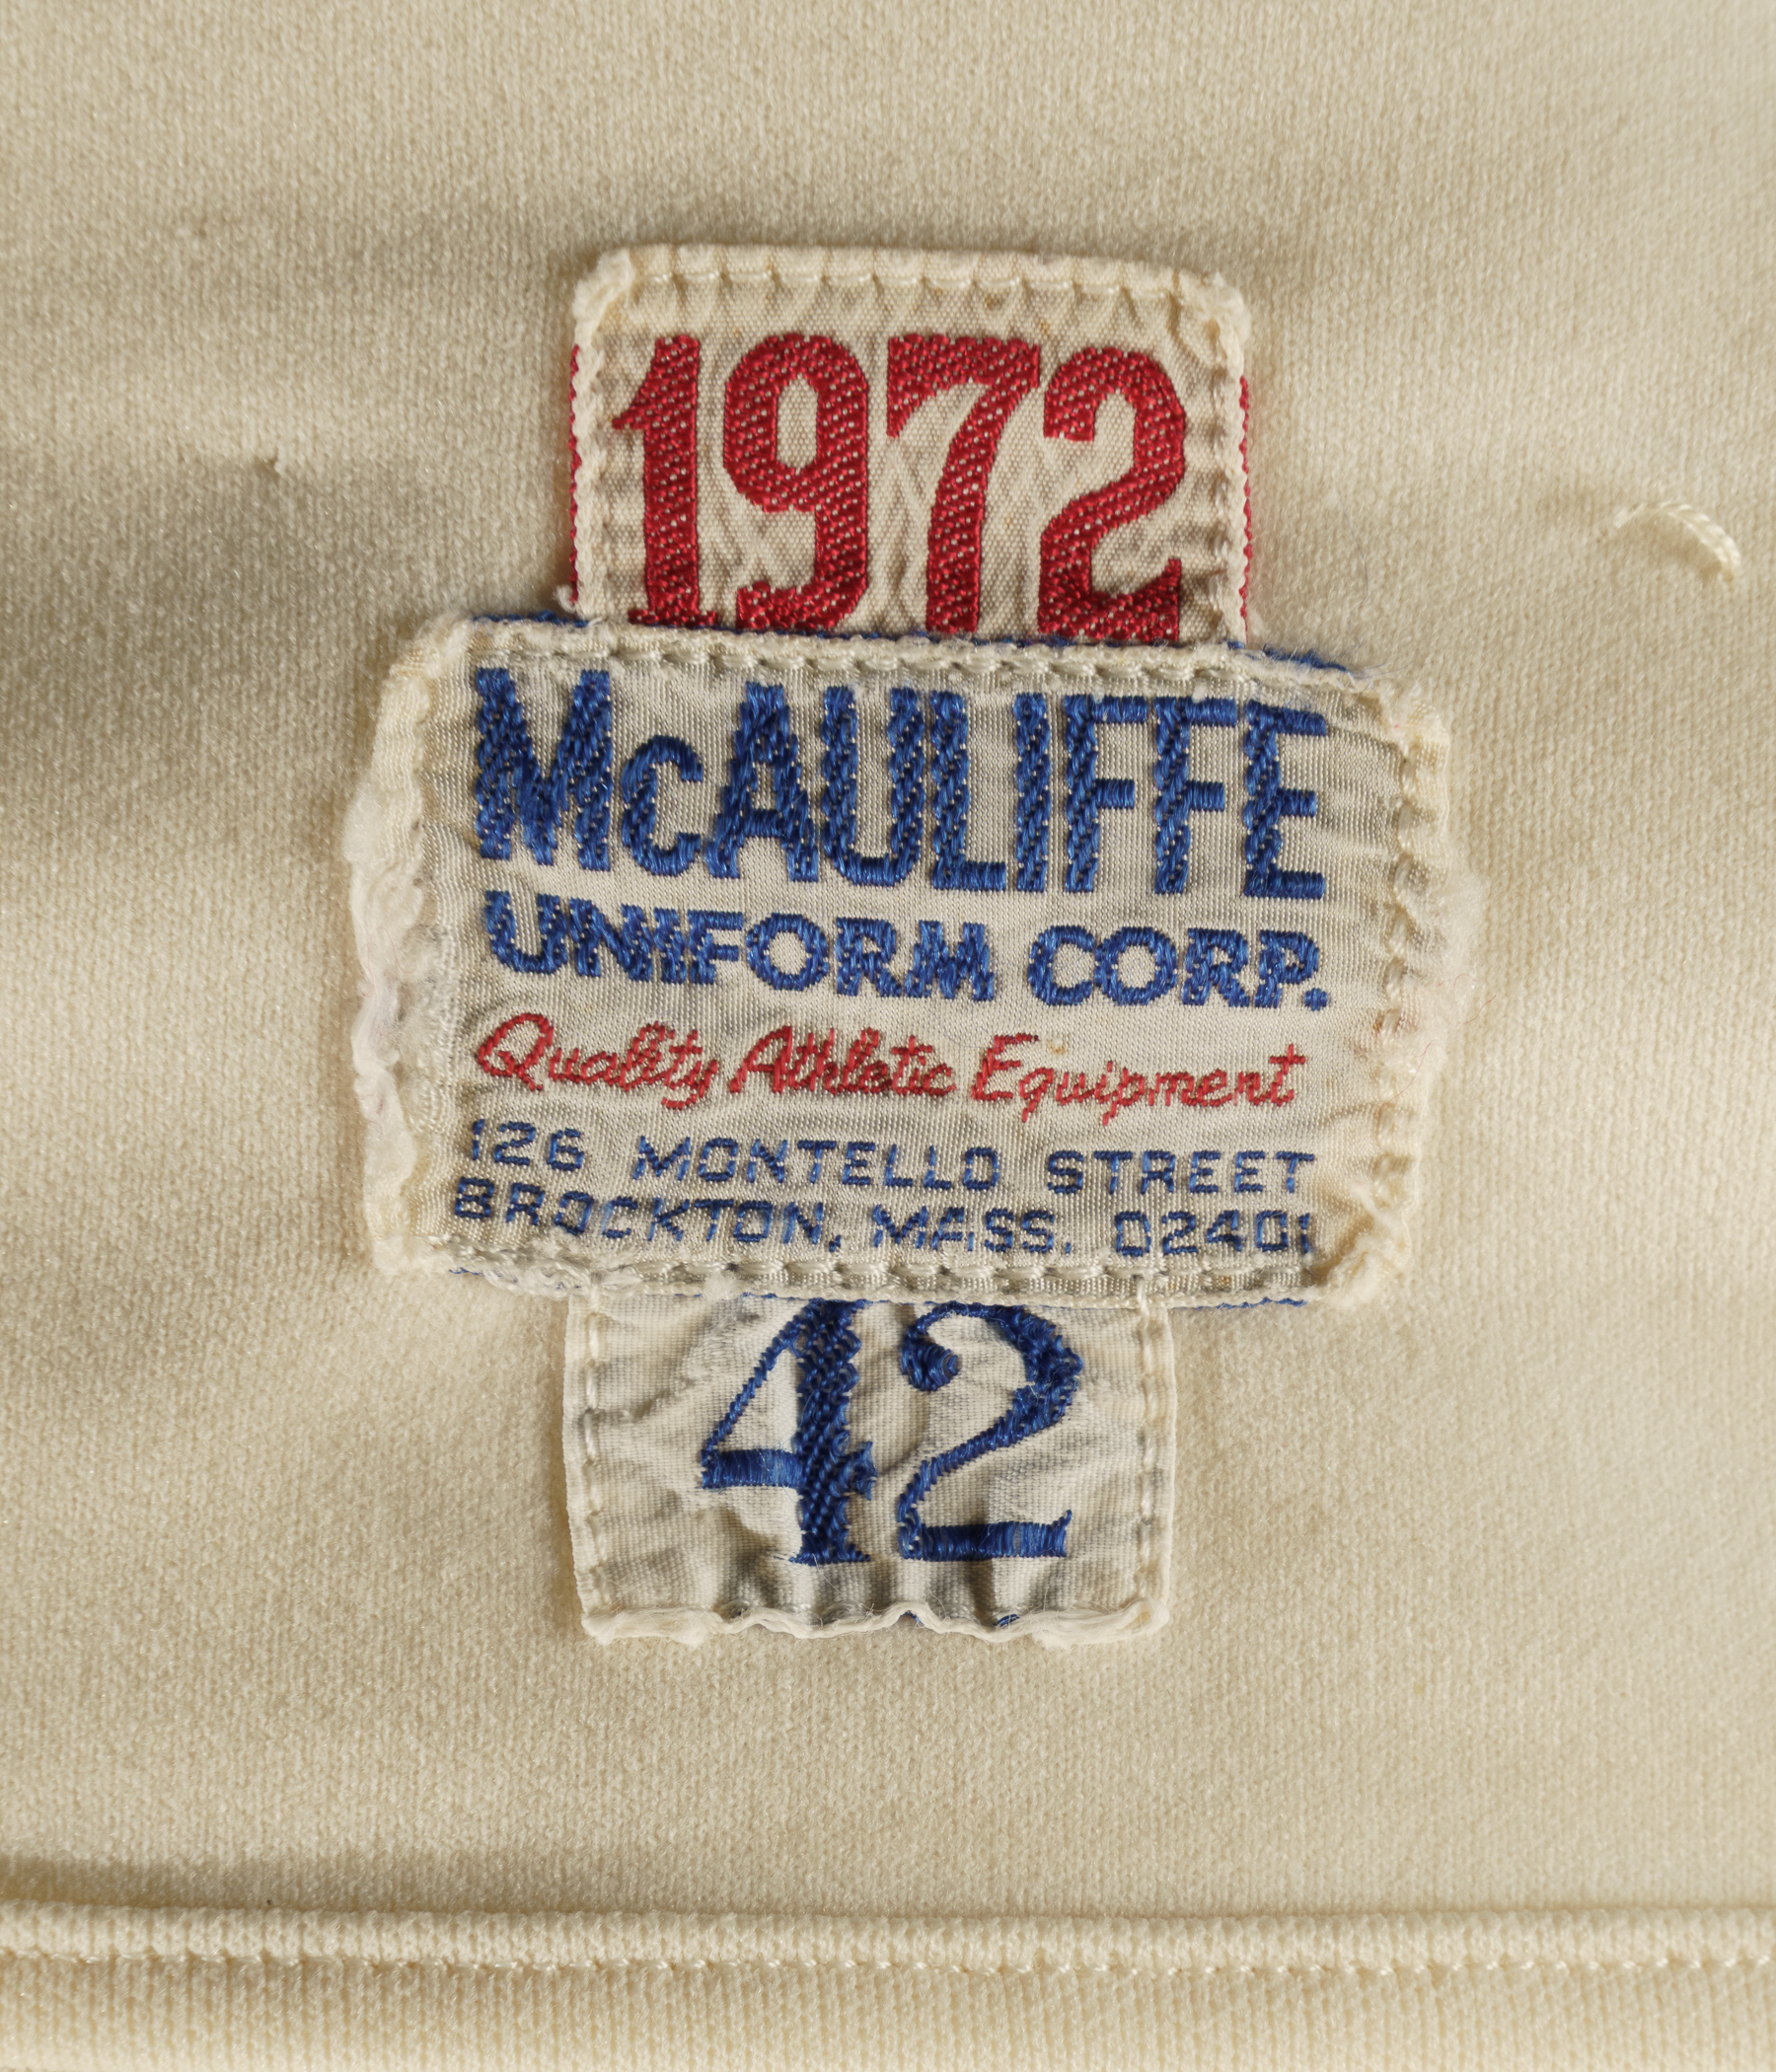 1972
McAULIFFE
UNIFORM CORP.
Quality Athletic Equipment
126 MONTELLO STREET
BROCKTON, MASS. 02401
42